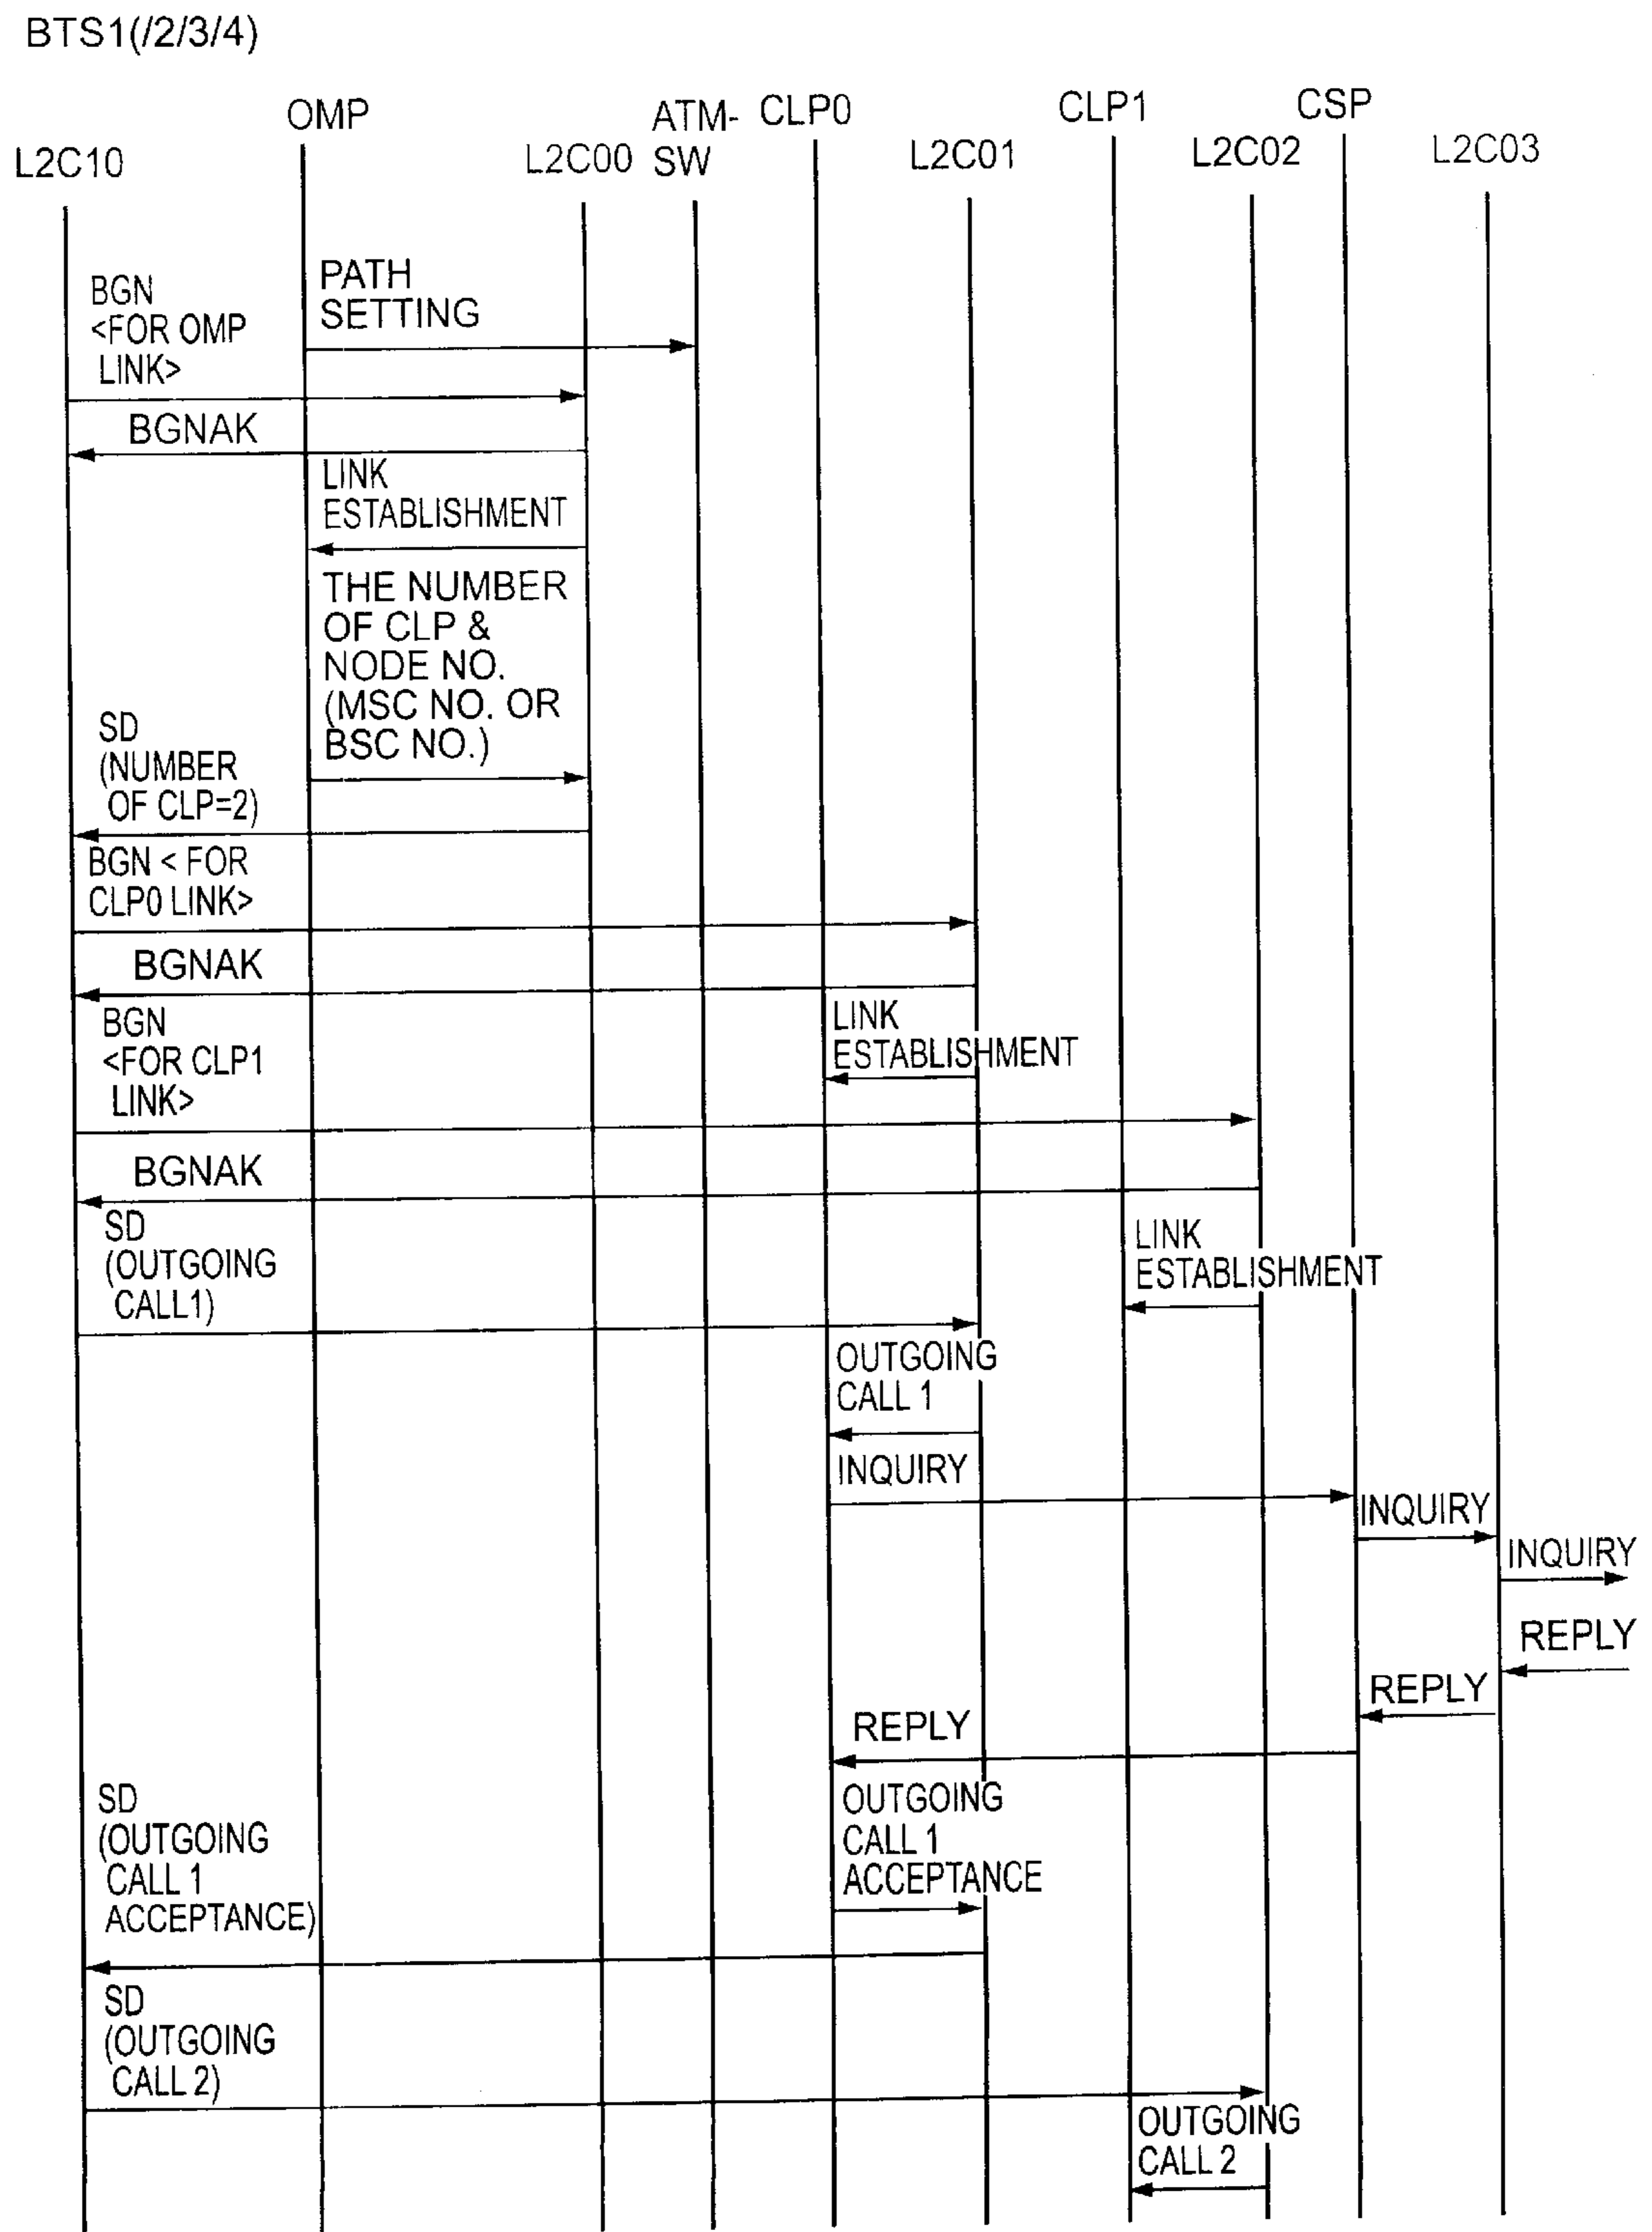 BTS1(/2/3/4)
OMP
ATM-
SW
CLP0
CLP1
CSP
L2C10
L2C00
L2C01
L2C02
L2C03
PATH
SETTING
BGN
<FOR OMP
LINK>
BGNAK
LINK
ESTABLISHMENT
THE NUMBER
OF CLP &
NODE NO.
(MSC NO. OR
BSC NO.)
SD
(NUMBER
OF CLP=2)
BGN < FOR
CLP0 LINK>
BGNAK
LINK
ESTABLISHMENT
BGN
<FOR CLP1
LINK>
BGNAK
LINK
ESTABLISHMENT
SD
(OUTGOING
CALL1)
OUTGOING
CALL 1
INQUIRY
INQUIRY
INQUIRY
REPLY
REPLY
REPLY
OUTGOING
CALL 1
ACCEPTANCE
SD
(OUTGOING
CALL 1
ACCEPTANCE)
SD
(OUTGOING
CALL 2)
OUTGOING
CALL 2